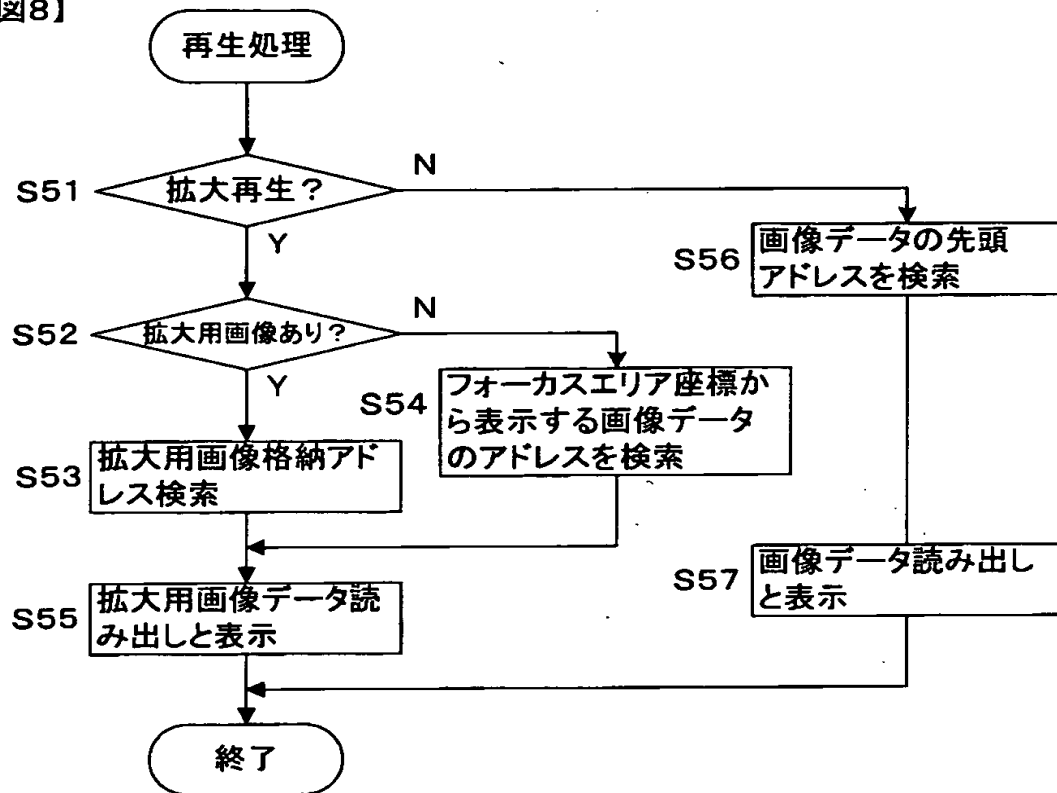 図8】
再生処理
S51
拡大再生？
N
Y
S56
画像データの先頭
アドレスを検索
S52
拡大用画像あり？
N
Y
S54
フォーカスエリア座標か
ら表示する画像データ
のアドレスを検索
S53
拡大用画像格納アド
レス検索
S57
画像データ読み出し
と表示
S55
拡大用画像データ読
み出しと表示
終了